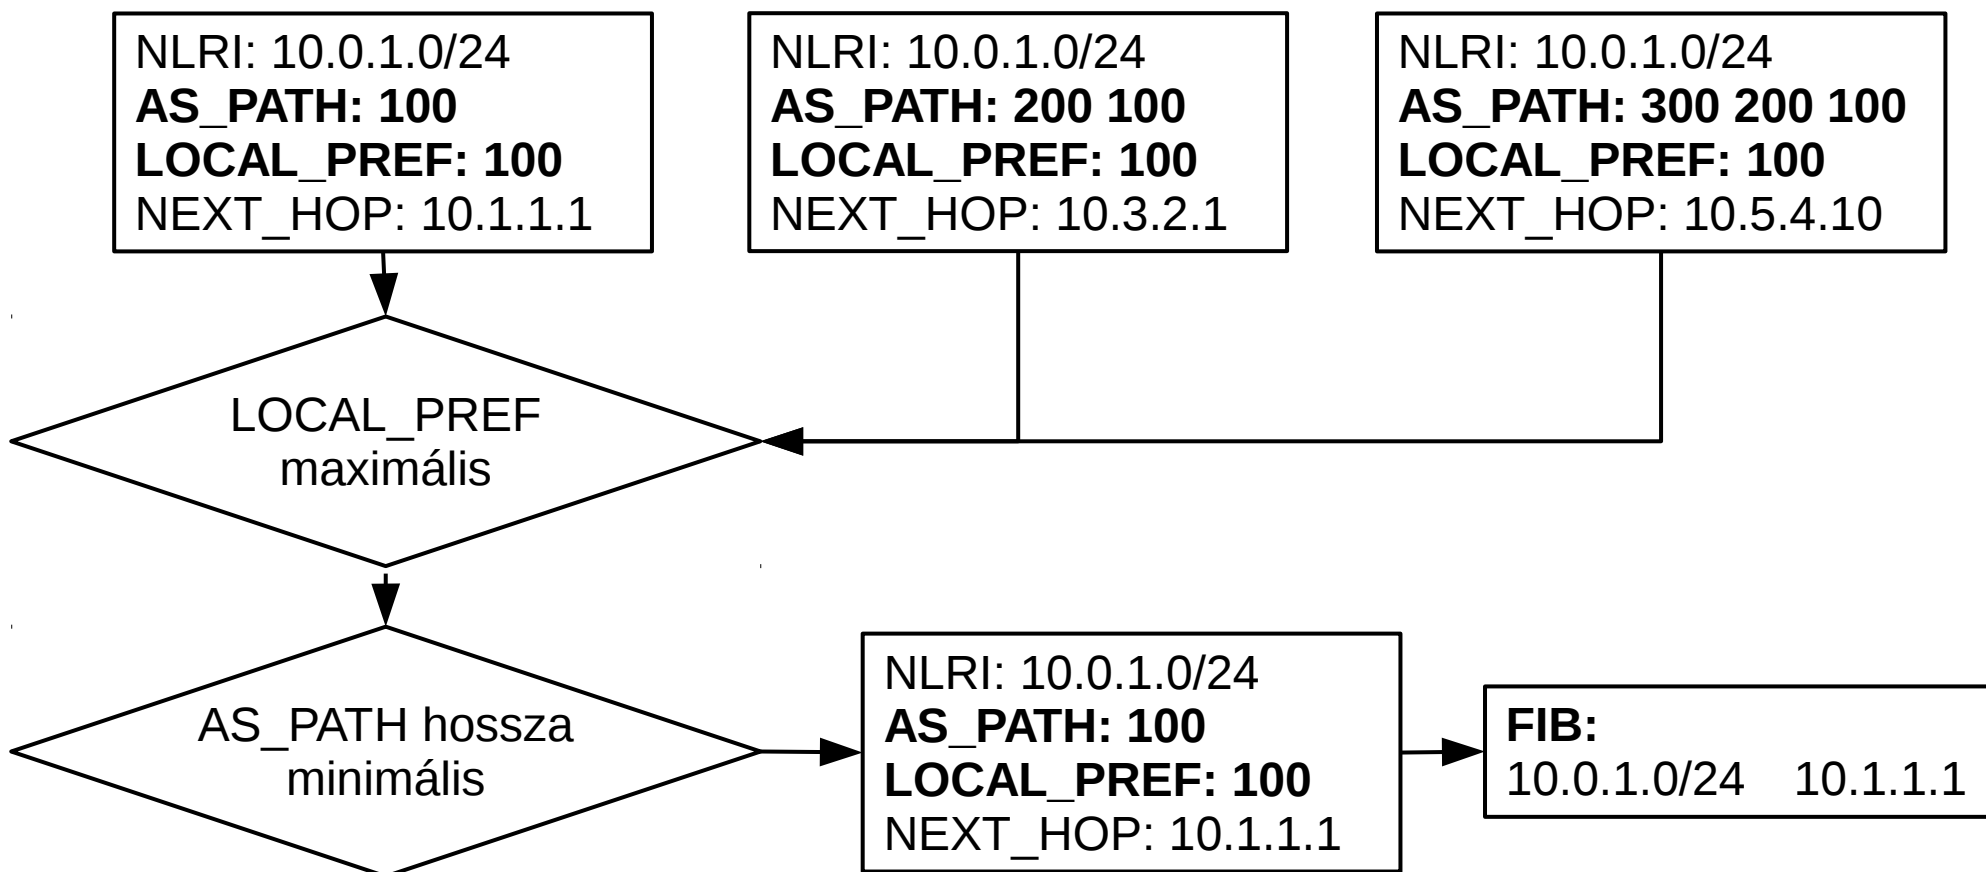 NLRI: 10.0.1.0/24
AS_PATH: 100
LOCAL_PREF: 100
NEXT_HOP: 10.1.1.1
NLRI: 10.0.1.0/24
AS_PATH: 200 100
LOCAL_PREF: 100
NEXT_HOP: 10.3.2.1
NLRI: 10.0.1.0/24
AS_PATH: 300 200 100
LOCAL_PREF: 100
NEXT_HOP: 10.5.4.10
LOCAL_PREF
maximális
AS_PATH hossza
minimális
NLRI: 10.0.1.0/24
AS_PATH: 100
LOCAL_PREF: 100
NEXT_HOP: 10.1.1.1
FIB:
10.0.1.0/24 10.1.1.1